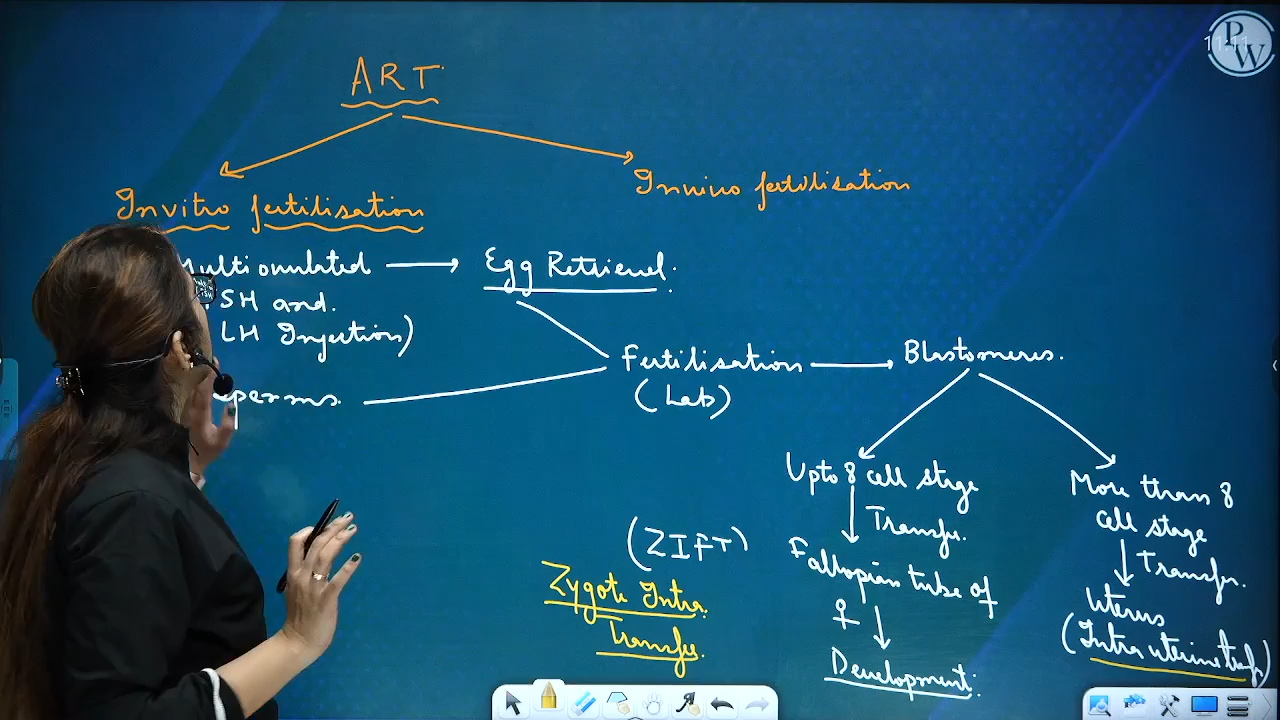 ART
Invitro fertilisation
Invivo fertilisation
Multiovulated
SH and
LH Injection)
Egg Retrieval.
perms
Fertilisation
(Lab)
Blastomeres.
Upto 8 cell stage
Transfer.
Fallopian tube of
♀
Development.
More than 8
cell stage
Transfer.
Uterus
(Intra uterine transf)
(ZIFT)
Zygote Intra
Transfer.
PW